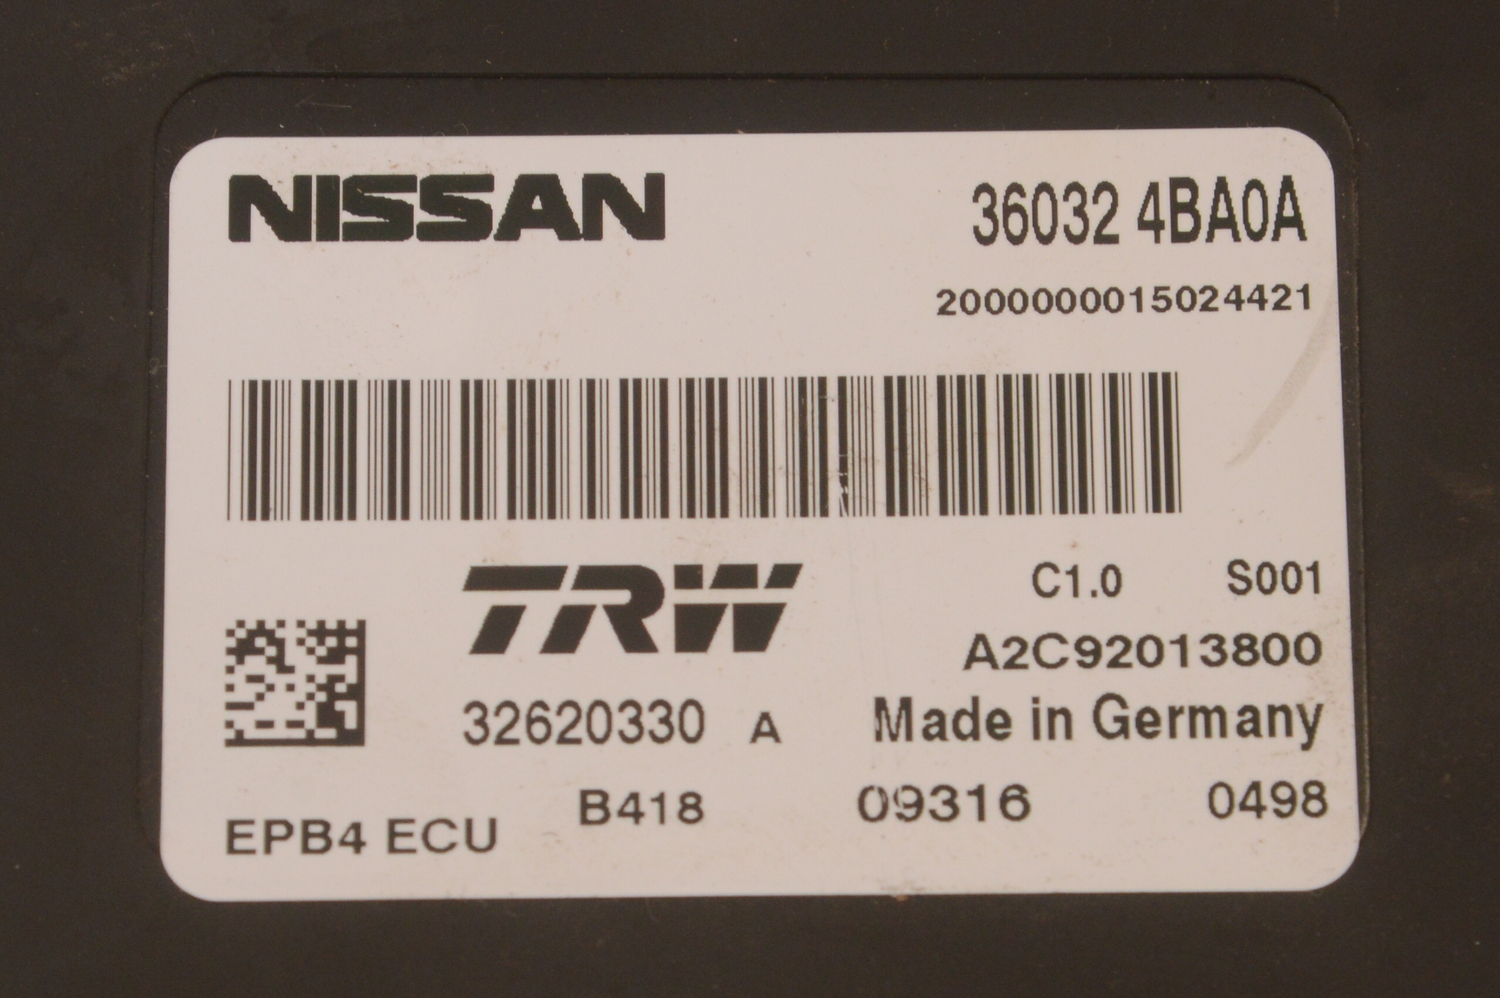 NISSAN 36032 4BA0A
2000000015024421
TRW C1.0 S001
A2C92013800
32620330 A Made in Germany
EPB4 ECU B418 09316 0498